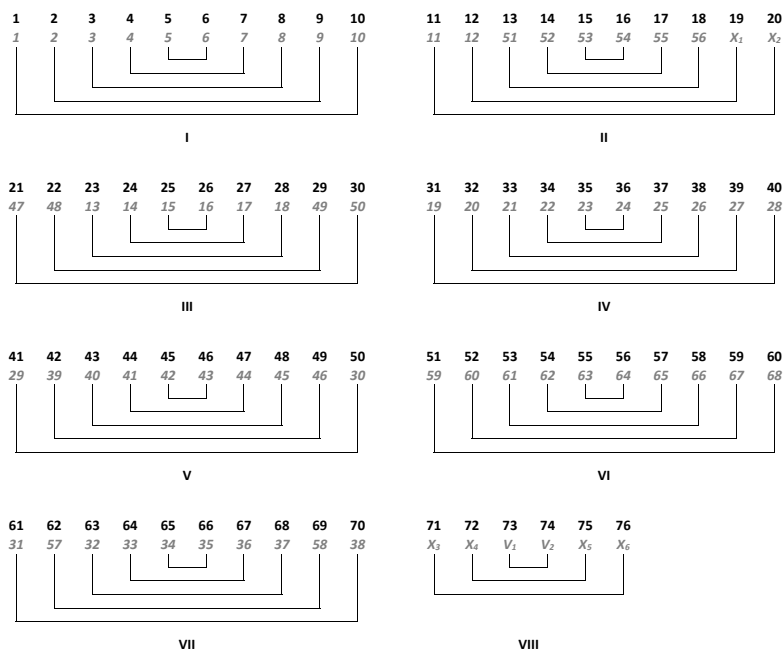 1 2 3 4 5 6 7 8 9 10
1 2 3 4 5 6 7 8 9 10
I
11 12 13 14 15 16 17 18 19 20
11 12 51 52 53 54 55 56 X₁ X₂
II
21 22 23 24 25 26 27 28 29 30
47 48 13 14 15 16 17 18 49 50
III
31 32 33 34 35 36 37 38 39 40
19 20 21 22 23 24 25 26 27 28
IV
41 42 43 44 45 46 47 48 49 50
29 39 40 41 42 43 44 45 46 30
V
51 52 53 54 55 56 57 58 59 60
59 60 61 62 63 64 65 66 67 68
VI
61 62 63 64 65 66 67 68 69 70
31 57 32 33 34 35 36 37 58 38
VII
71 72 73 74 75 76
X₃ X₄ V₁ V₂ X₅ X₆
VIII